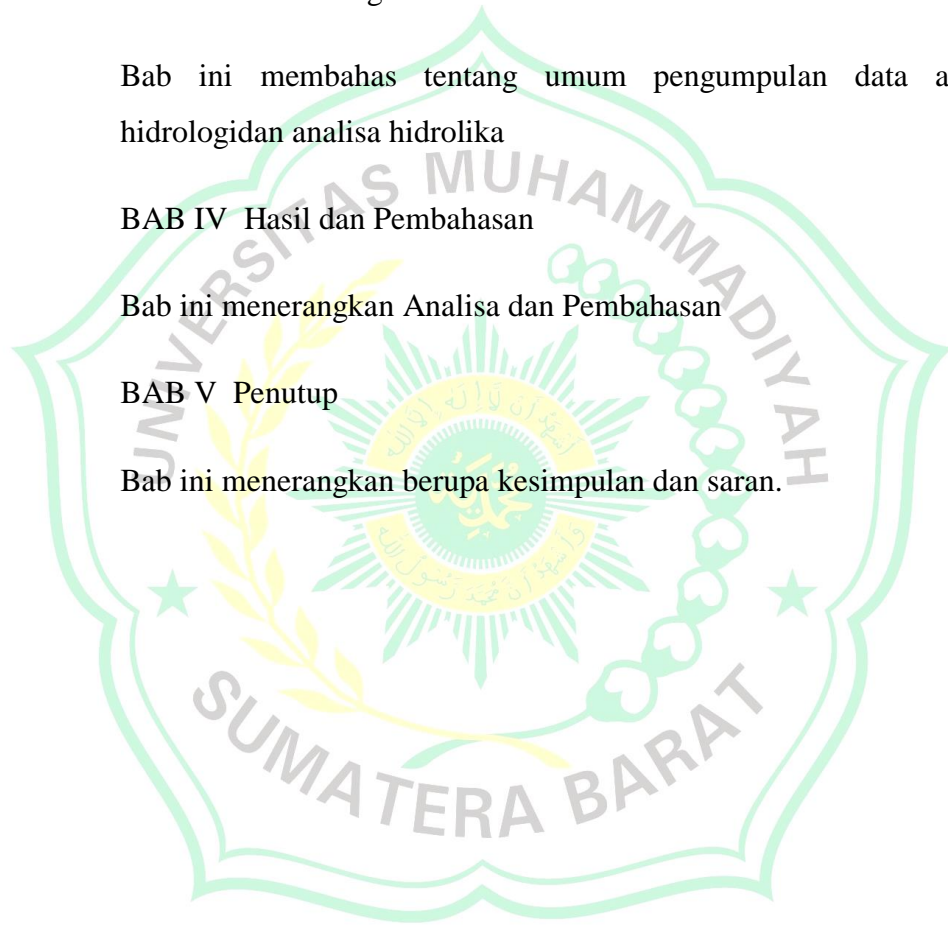 Bab ini membahas tentang umum pengumpulan data a
hidrologidan analisa hidrolika
BAB IV Hasil dan Pembahasan
Bab ini menerangkan Analisa dan Pembahasan
BAB V Penutup
Bab ini menerangkan berupa kesimpulan dan saran.
UNIVERSITAS MUHAMMADIYAH
SUMATERA BARAT